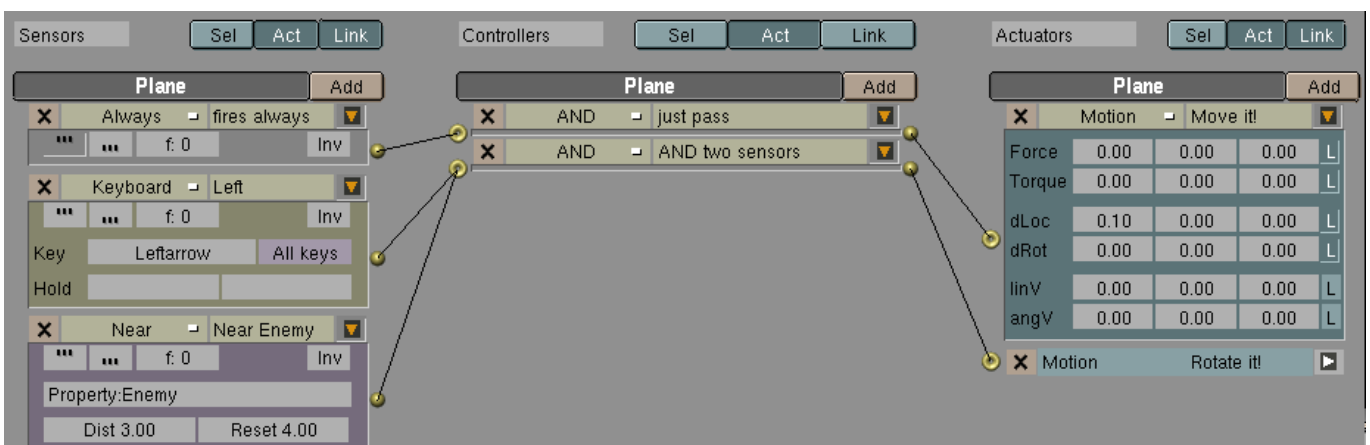 Sensors Sel Act Link
Plane Add
X Always fires always
f: 0 Inv
X Keyboard Left
f: 0 Inv
Key Leftarrow All keys
Hold
X Near Near Enemy
f: 0 Inv
Property:Enemy
Dist 3.00 Reset 4.00
Controllers Sel Act Link
Plane Add
X AND just pass
X AND AND two sensors
Actuators Sel Act Link
Plane Add
X Motion Move it!
Force 0.00 0.00 0.00 L
Torque 0.00 0.00 0.00 L
dLoc 0.10 0.00 0.00 L
dRot 0.00 0.00 0.00 L
linV 0.00 0.00 0.00 L
angV 0.00 0.00 0.00 L
X Motion Rotate it!